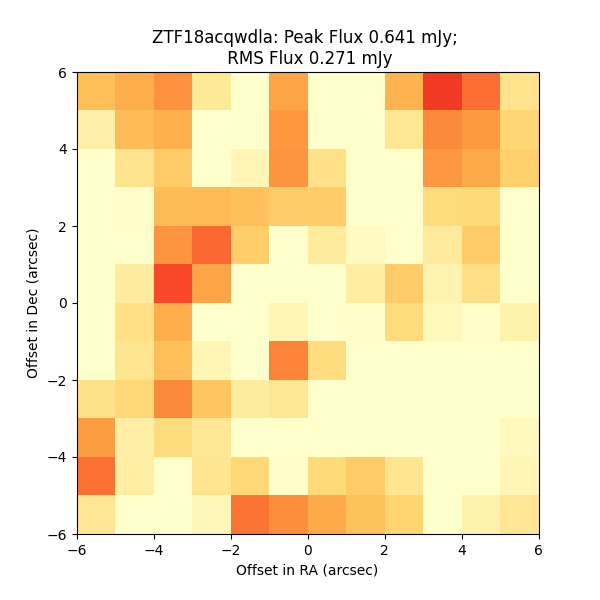 ZTF18acqwdla: Peak Flux 0.641 mJy;
RMS Flux 0.271 mJy
6
4
2
0
−2
−4
−6
Offset in Dec (arcsec)
−6 −4 −2 0 2 4 6
Offset in RA (arcsec)